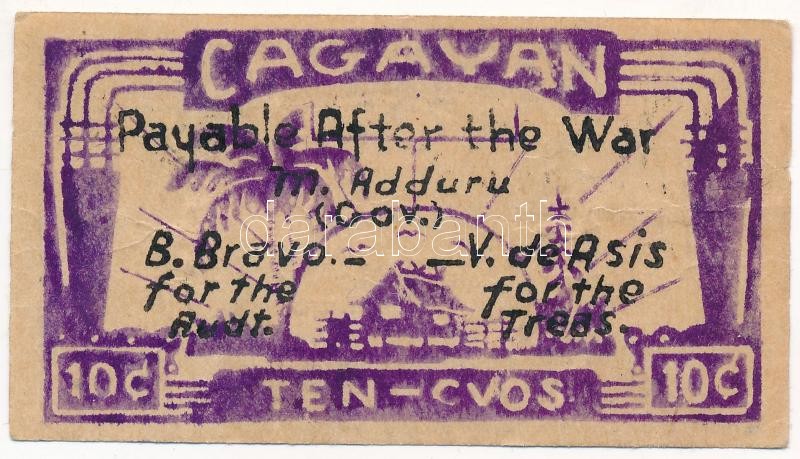 CAGAYAN
Payable After the War
M. Adduru
(Gov.)
B. Bravo.- -V. de Asis
for the for the
Audt. Treas.
10¢ TEN-CVOS 10¢
darabanth